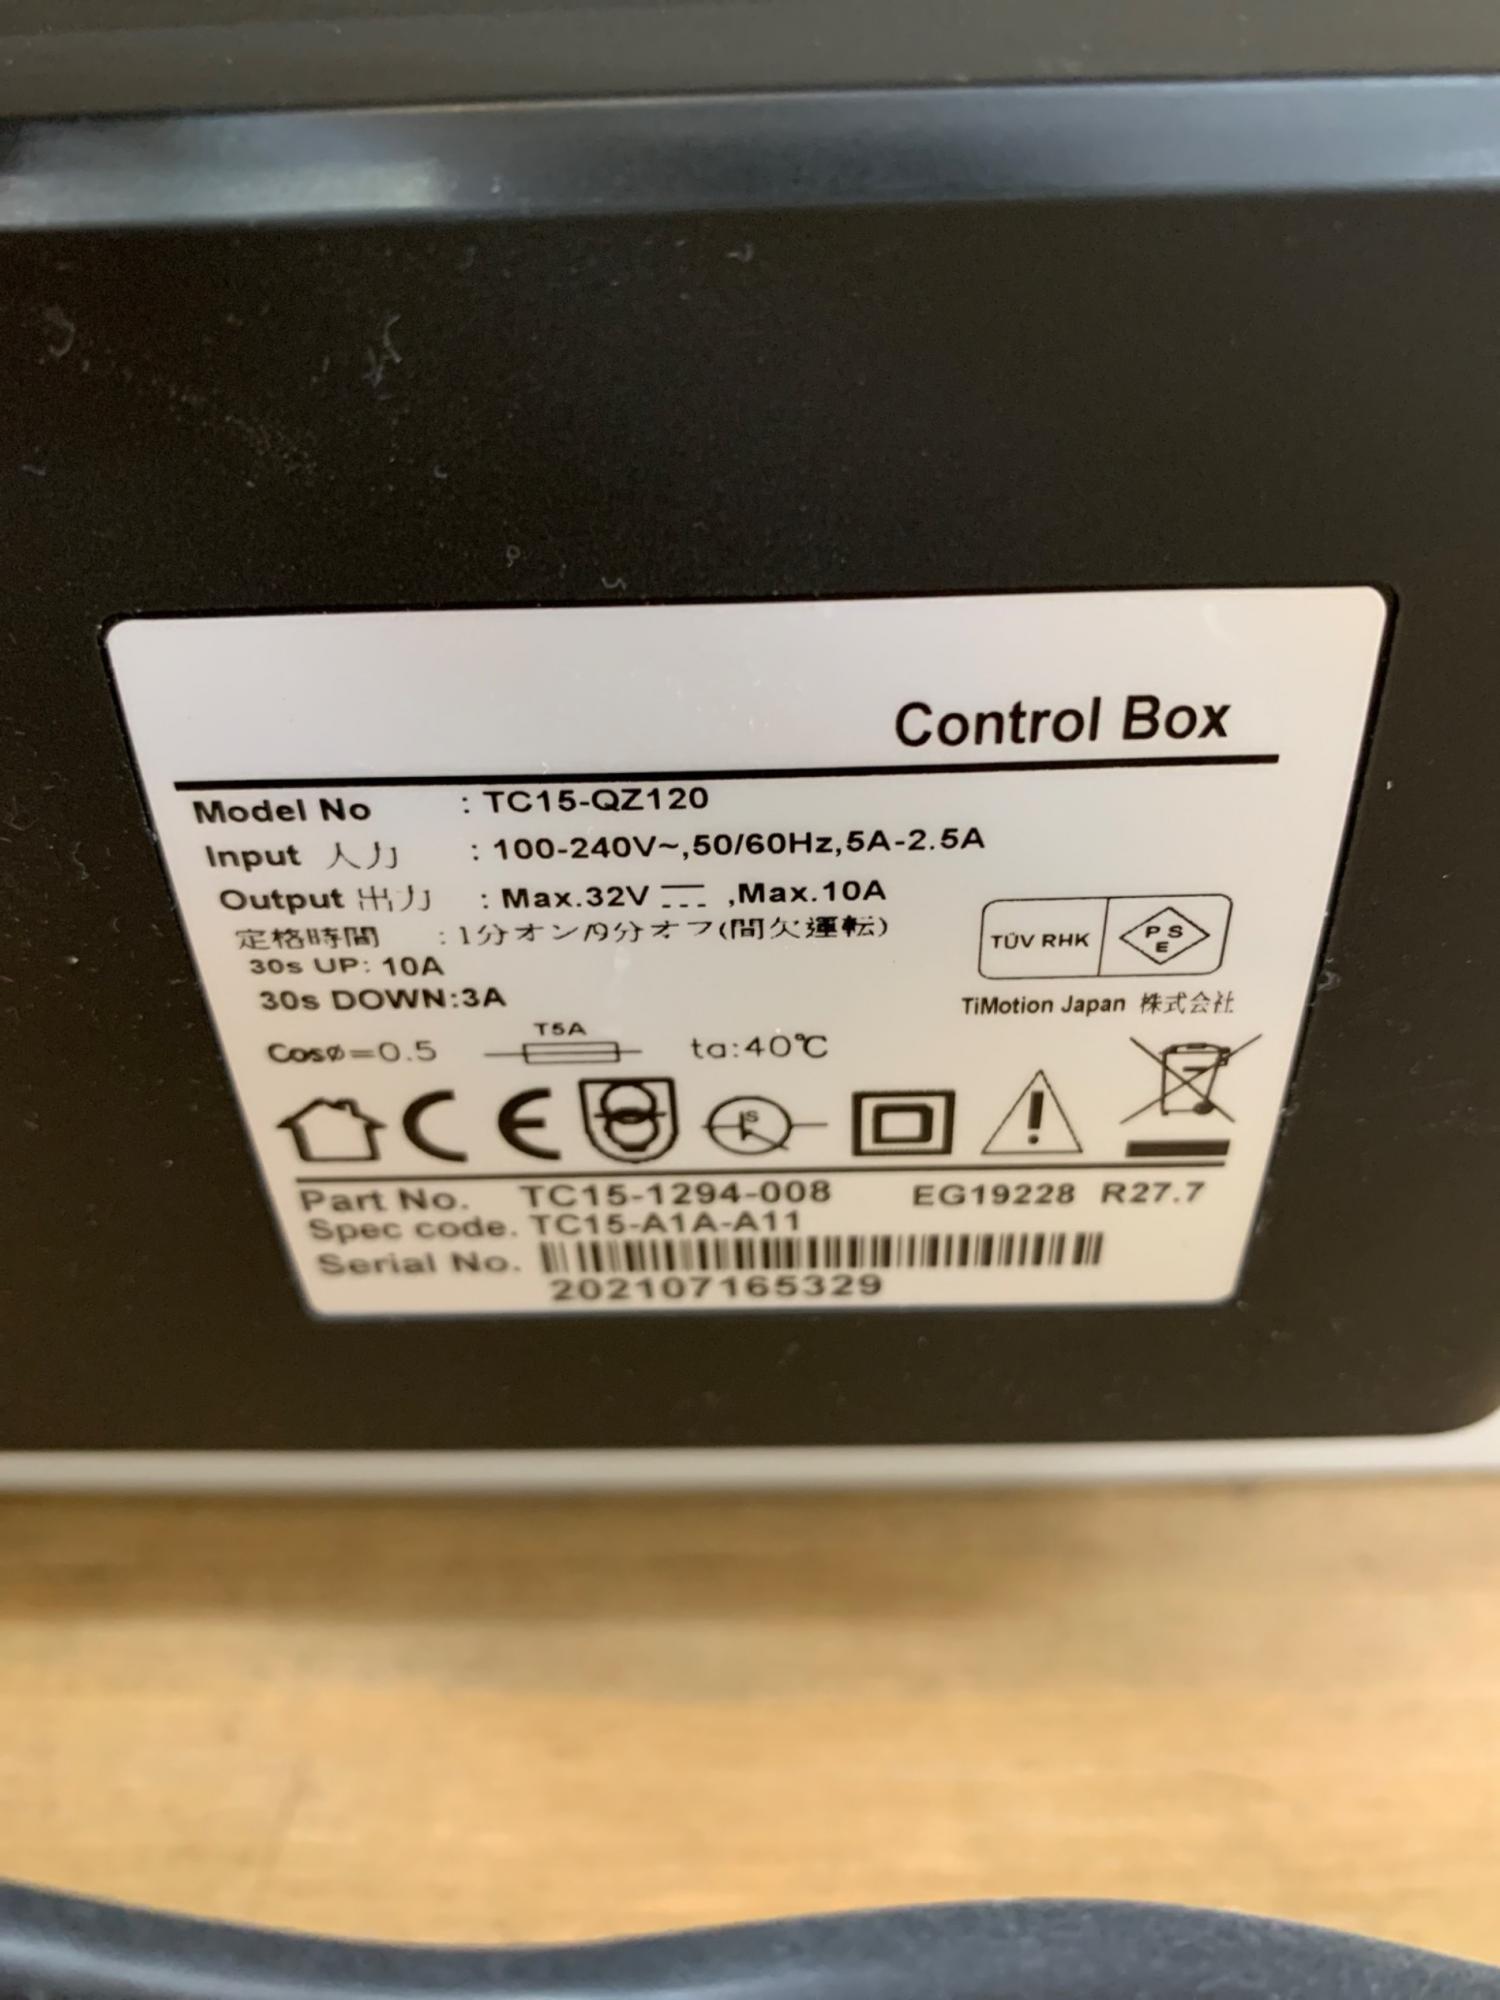 Control Box
Model No : TC15-QZ120
Input 入力 : 100-240V~,50/60Hz,5A-2.5A
Output 出力 : Max.32V ⎓ ,Max.10A
定格時間 : 1分オン/9分オフ(間欠運転)
30s UP: 10A
30s DOWN:3A
TÜV RHK
P S
E
TiMotion Japan 株式会社
T5A
Cosø=0.5 ta:40℃
CE
S
Part No. TC15-1294-008 EG19228 R27.7
Spec code. TC15-A1A-A11
Serial No.
202107165329